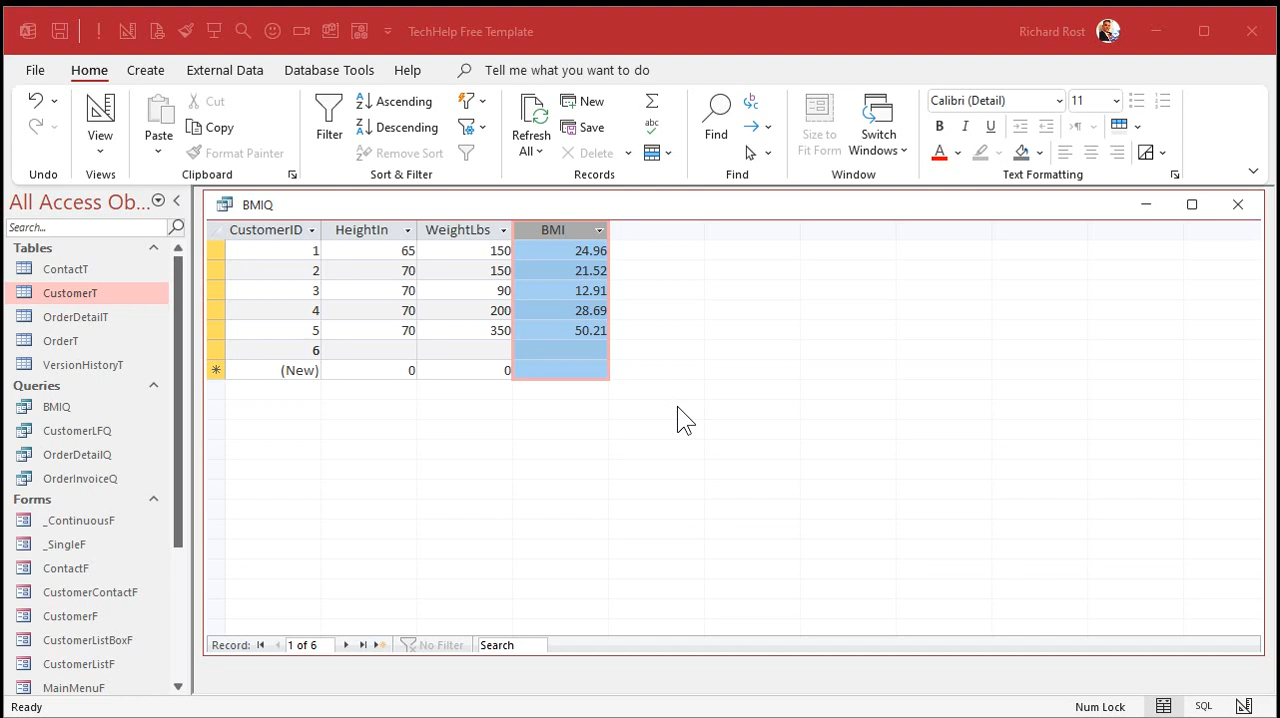 TechHelp Free Template
Richard Rost
File
Home
Create
External Data
Database Tools
Help
Tell me what you want to do
Undo
View
Views
Paste
Cut
Copy
Format Painter
Clipboard
Filter
Ascending
Descending
Remove Sort
Sort & Filter
Refresh
All
New
Save
Delete
Records
Find
Find
Size to
Fit Form
Switch
Windows
Window
Calibri (Detail)
11
B
I
U
A
Text Formatting
All Access Ob...
Search...
Tables
ContactT
CustomerT
OrderDetailT
OrderT
VersionHistoryT
Queries
BMIQ
CustomerLFQ
OrderDetailQ
OrderInvoiceQ
Forms
_ContinuousF
_SingleF
ContactF
CustomerContactF
CustomerF
CustomerListBoxF
CustomerListF
MainMenuF
BMIQ
CustomerID HeightIn WeightLbs BMI
1 65 150 24.96
2 70 150 21.52
3 70 90 12.91
4 70 200 28.69
5 70 350 50.21
6
* (New) 0 0
Record: 1 of 6 No Filter Search
Ready
Num Lock
SQL